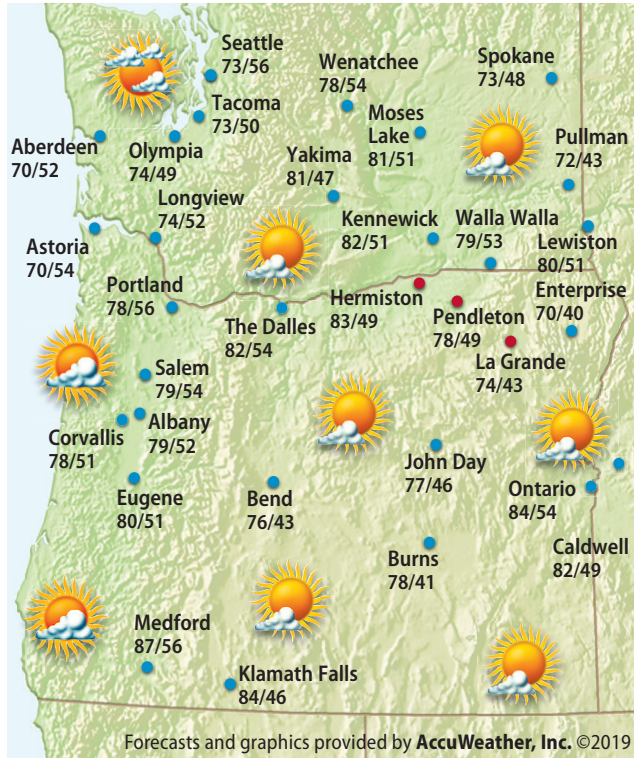 Seattle
73/56
Tacoma
73/50
Aberdeen
70/52
Olympia
74/49
Wenatchee
78/54
Moses
Lake
81/51
Spokane
73/48
Pullman
72/43
Yakima
81/47
Longview
74/52
Astoria
70/54
Kennewick
82/51
Walla Walla
79/53
Lewiston
80/51
Portland
78/56
The Dalles
82/54
Hermiston
83/49
Pendleton
78/49
Enterprise
70/40
La Grande
74/43
Salem
79/54
Albany
79/52
Corvallis
78/51
Eugene
80/51
Bend
76/43
John Day
77/46
Ontario
84/54
Caldwell
82/49
Burns
78/41
Medford
87/56
Klamath Falls
84/46
Forecasts and graphics provided by AccuWeather, Inc. ©2019